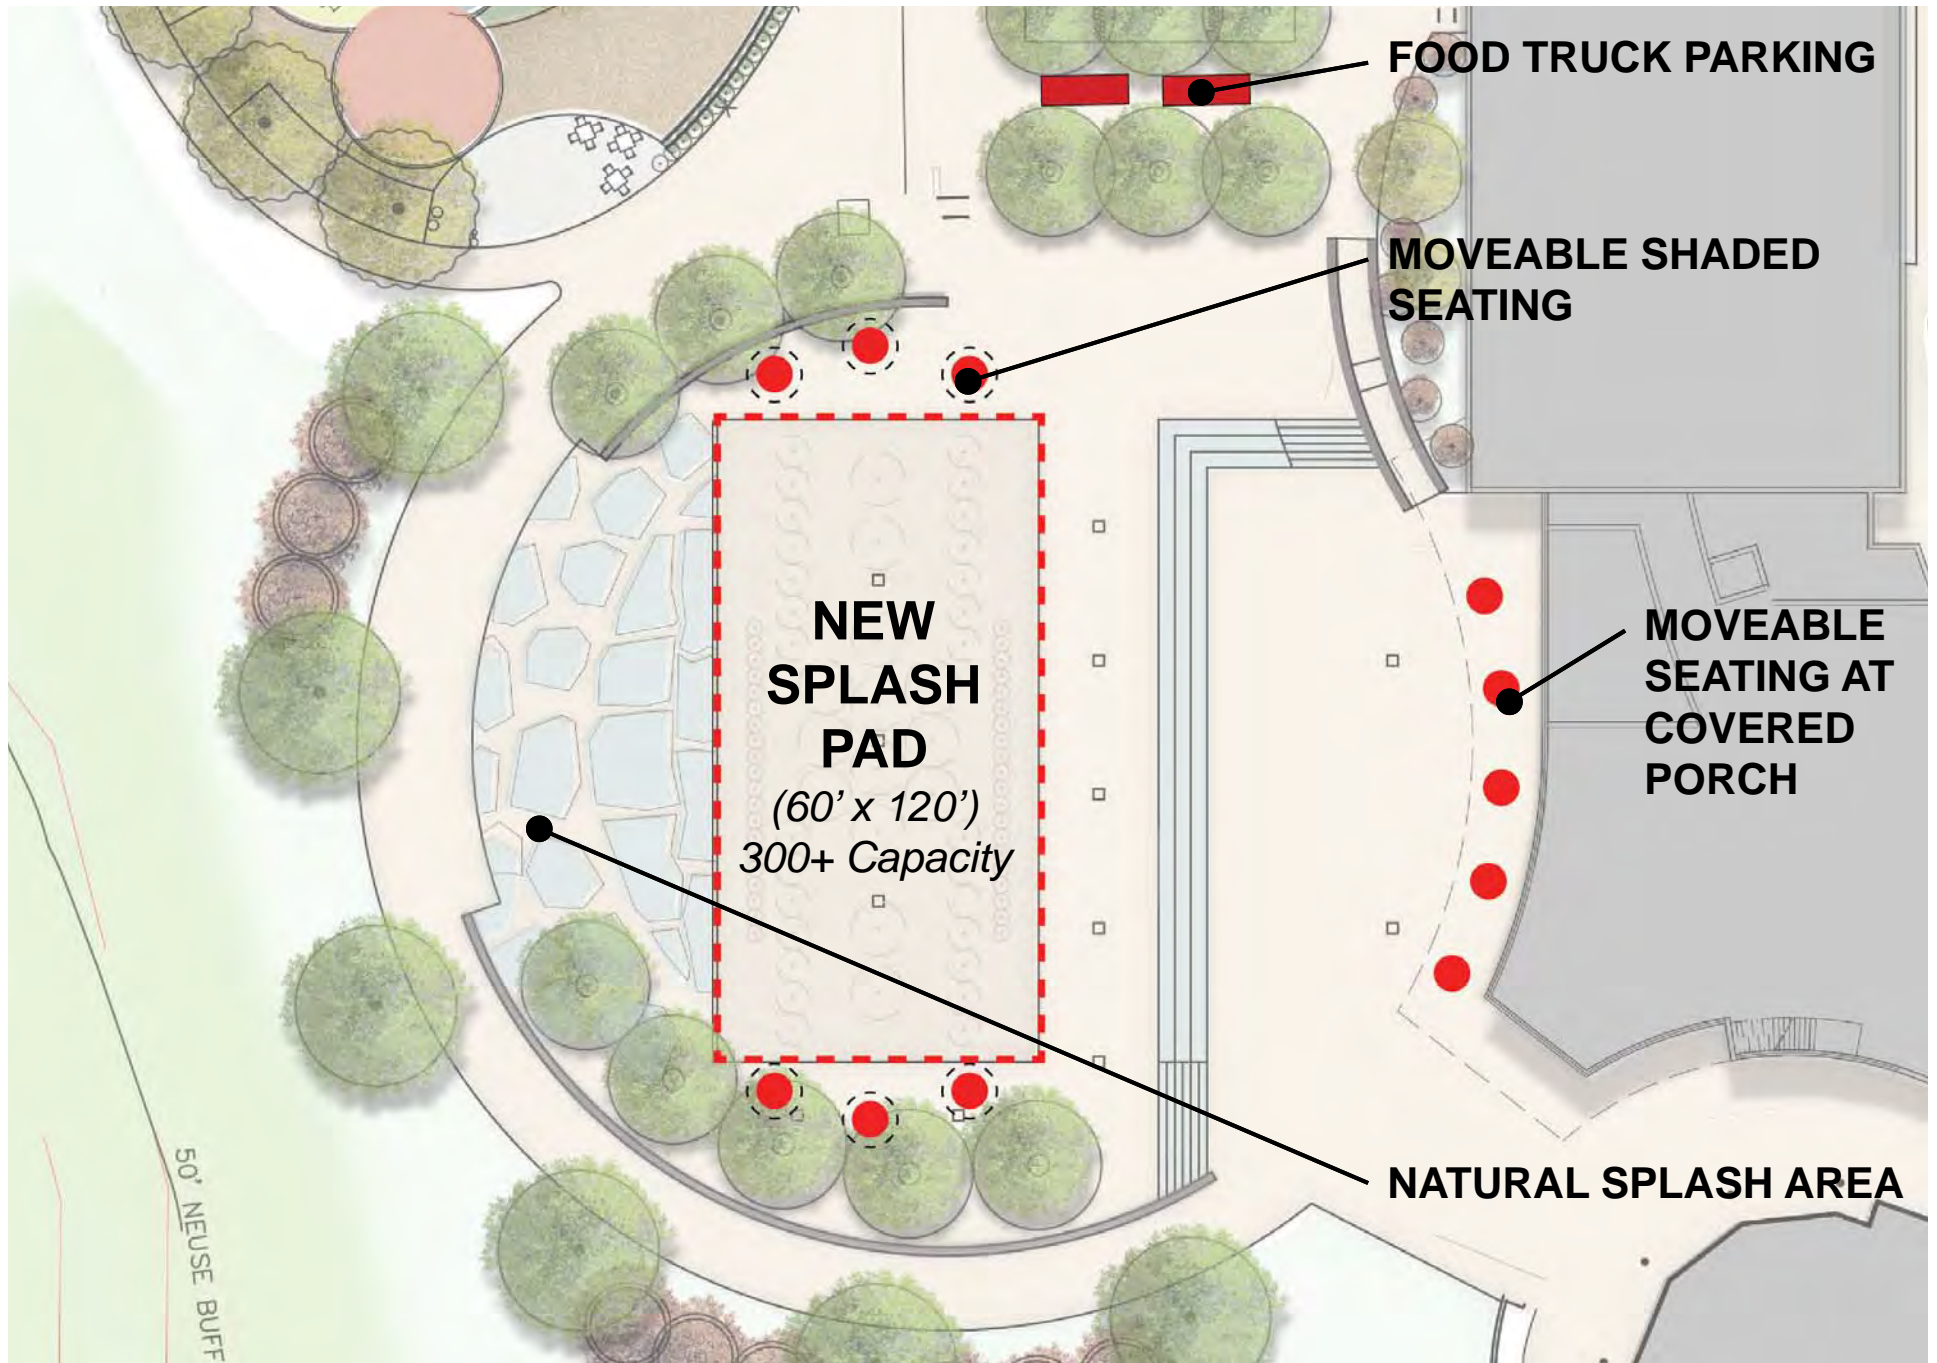 FOOD TRUCK PARKING
MOVEABLE SHADED
SEATING
NEW
SPLASH
PAD
(60’ x 120’)
300+ Capacity
MOVEABLE
SEATING AT
COVERED
PORCH
NATURAL SPLASH AREA
50' NEUSE BUFF